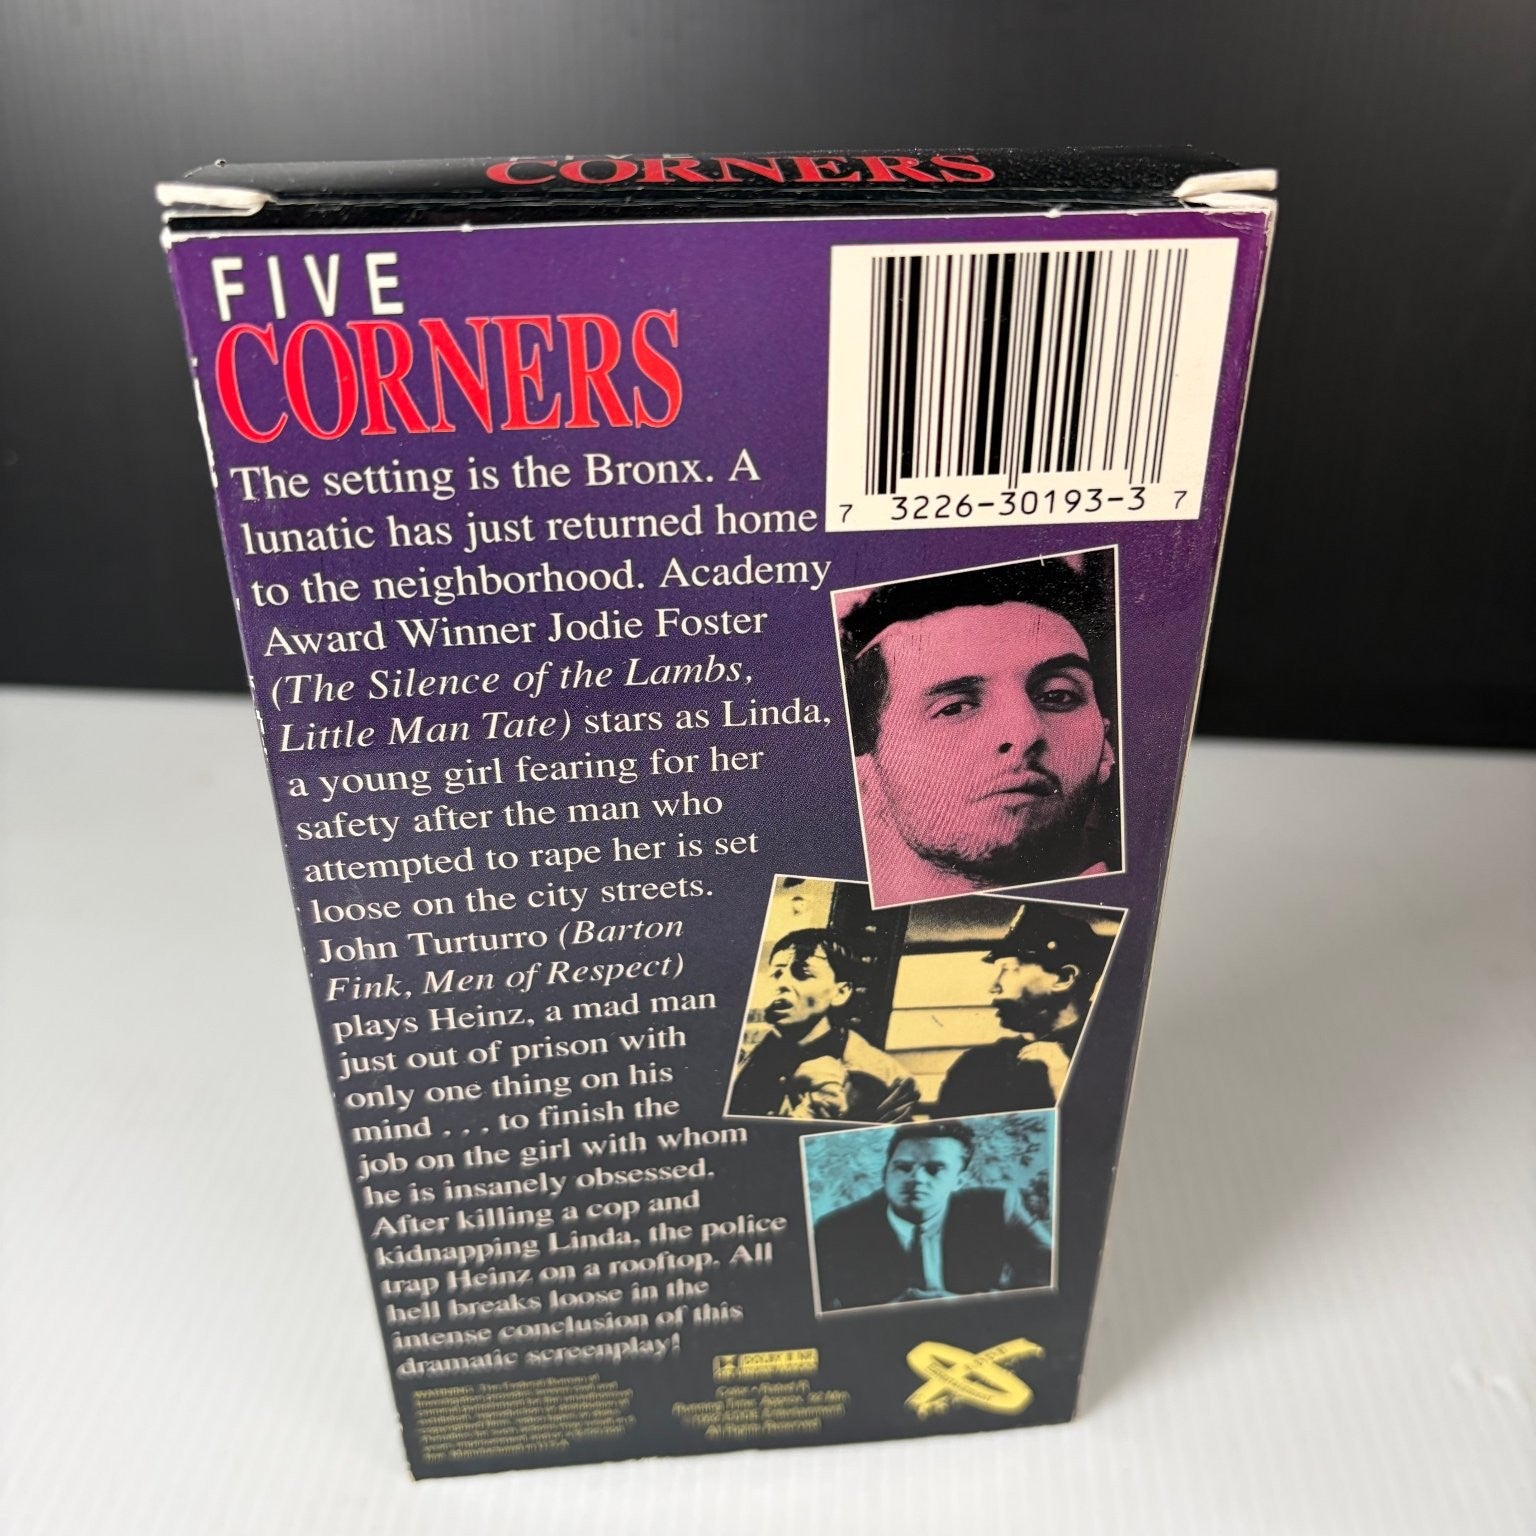 FIVE
CORNERS
FIVE
CORNERS
7 3226-30193-3 7
The setting is the Bronx. A
lunatic has just returned home
to the neighborhood. Academy
Award Winner Jodie Foster
(The Silence of the Lambs,
Little Man Tate) stars as Linda,
a young girl fearing for her
safety after the man who
attempted to rape her is set
loose on the city streets.
John Turturro (Barton
Fink, Men of Respect)
plays Heinz, a mad man
just out of prison with
only one thing on his
mind . . . to finish the
job on the girl with whom
he is insanely obsessed.
After killing a cop and
kidnapping Linda, the police
trap Heinz on a rooftop. All
hell breaks loose in the
intense conclusion of this
dramatic screenplay!
Color • Rated R
All Rights Reserved